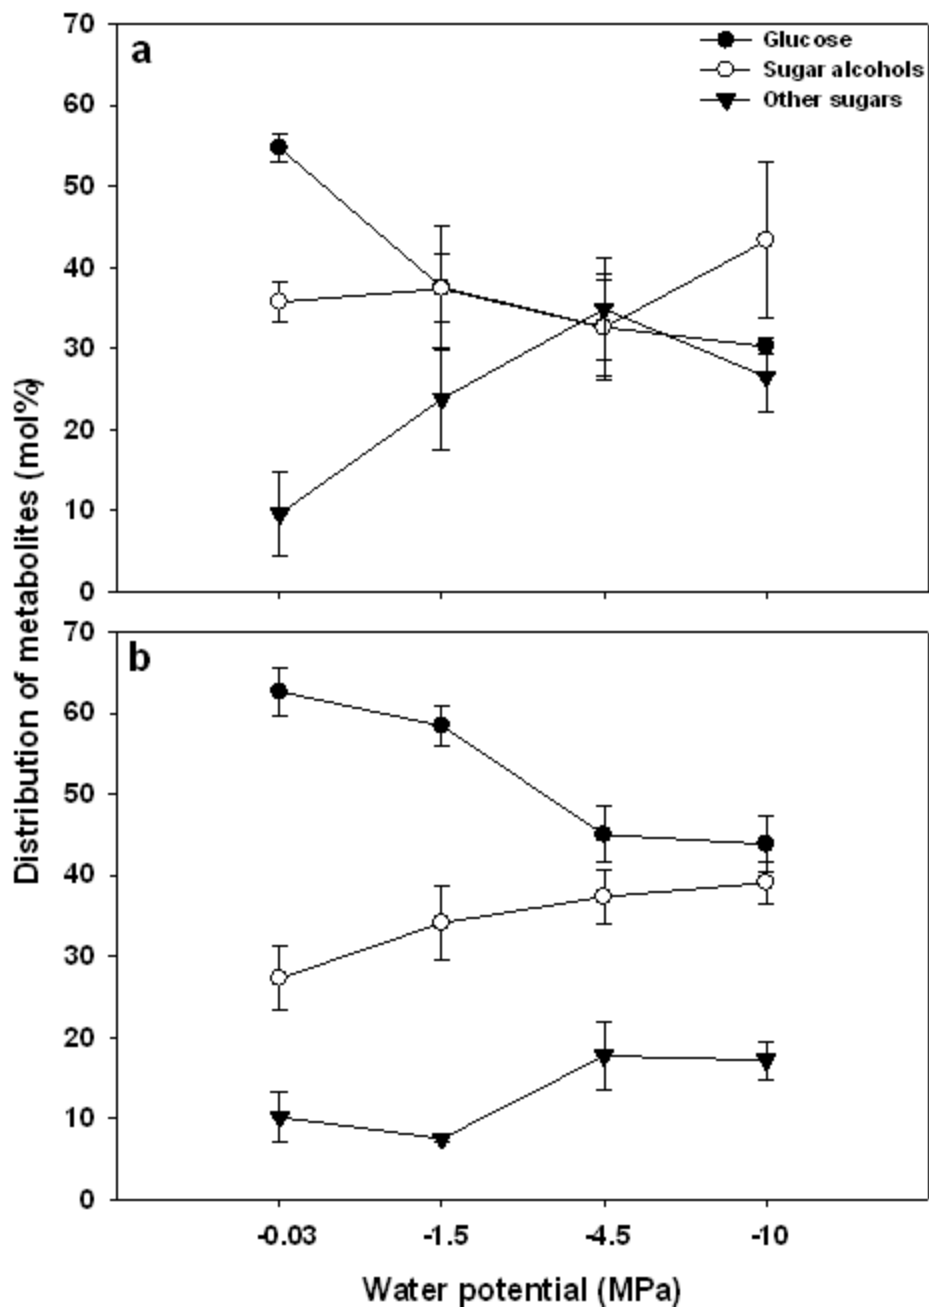 70
60
50
40
30
20
10
0
a
Glucose
Sugar alcohols
Other sugars
Distribution of metabolites (mol%)
70
60
50
40
30
20
10
0
b
-0.03 -1.5 -4.5 -10
Water potential (MPa)